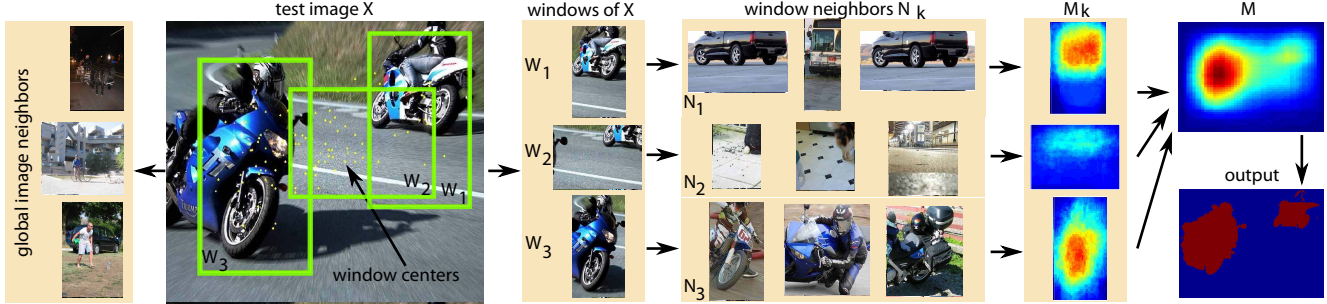 test image X
windows of X
window neighbors N k
M k
M
global image neighbors
W 1
W 2
W 3
window centers
W 1
W 2
W 3
N 1
N 2
N 3
output